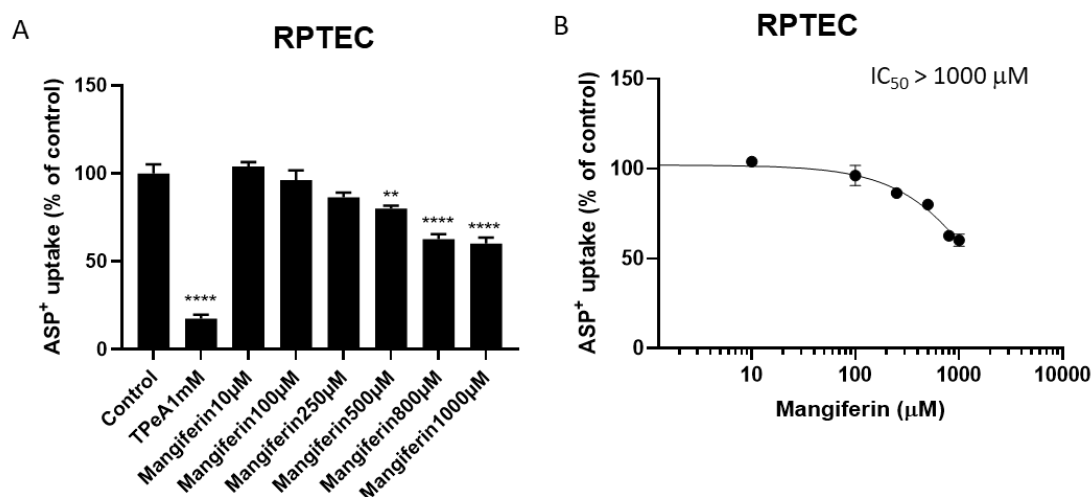 A
RPTEC
ASP+ uptake (% of control)
150
100
50
0
****
**
****
****
Control
TPeA1mM
Mangiferin10µM
Mangiferin100µM
Mangiferin250µM
Mangiferin500µM
Mangiferin800µM
Mangiferin1000µM
B
RPTEC
IC50 > 1000 µM
ASP+ uptake (% of control)
150
100
50
0
10
100
1000
10000
Mangiferin (µM)